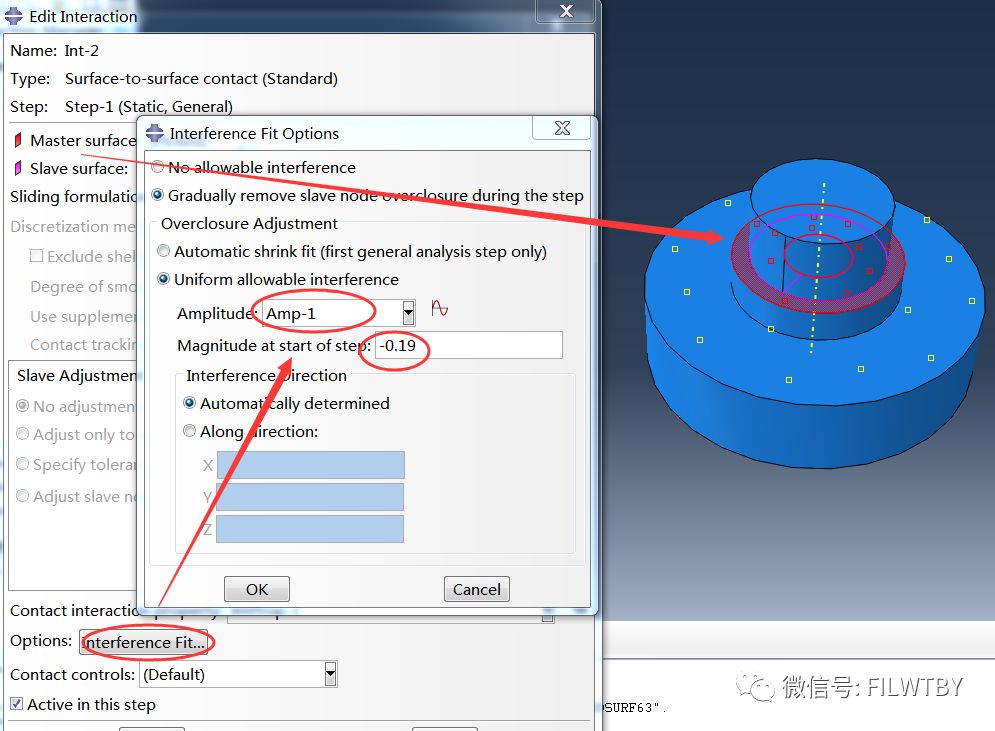 Edit Interaction
Name: Int-2
Type: Surface-to-surface contact (Standard)
Step: Step-1 (Static, General)
Master surface
Slave surface:
Sliding formulatio
Discretization me
Exclude shel
Degree of smo
Use supplemen
Contact trackin
Slave Adjustmen
No adjustmen
Adjust only to
Specify toleran
Adjust slave no
Interference Fit Options
No allowable interference
Gradually remove slave node overclosure during the step
Overclosure Adjustment
Automatic shrink fit (first general analysis step only)
Uniform allowable interference
Amplitude: Amp-1
Magnitude at start of step: -0.19
Interference Direction
Automatically determined
Along direction:
X
Y
Z
OK Cancel
Contact interaction property:
Options: Interference Fit...
Contact controls: (Default)
Active in this step
SURF63".
微信号: FILWTBY